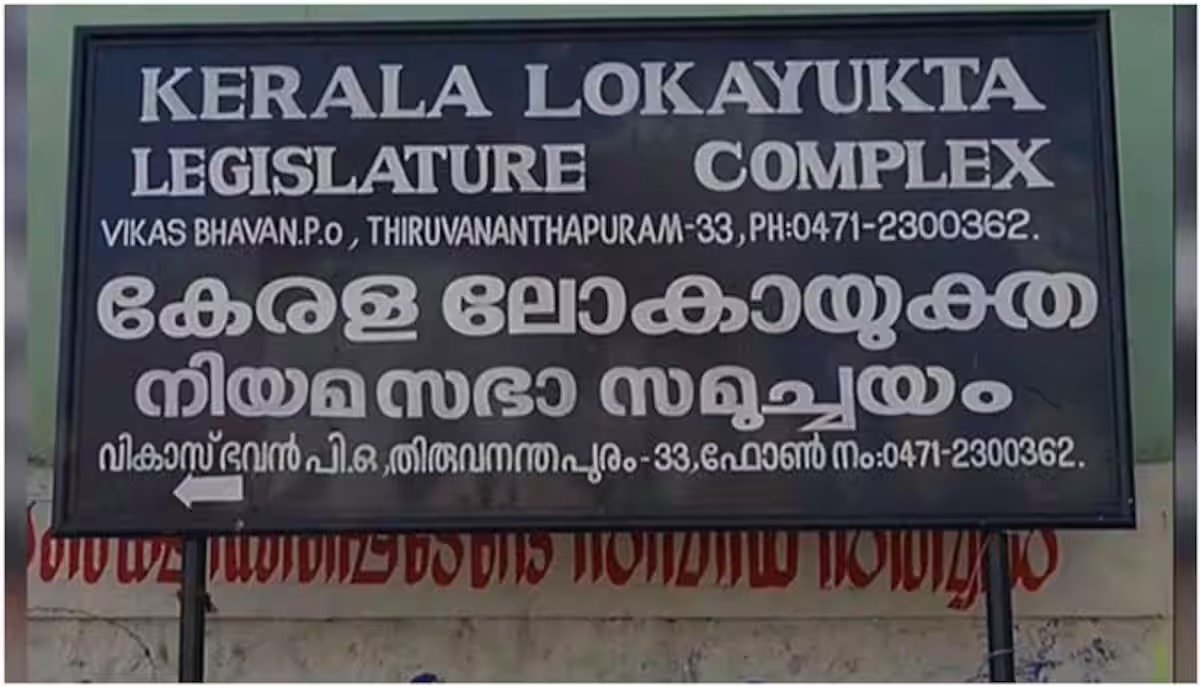 KERALA LOKAYUKTA
LEGISLATURE COMPLEX
VIKAS BHAVAN.P.o, THIRUVANANTHAPURAM-33, PH:0471-2300362.
കേരള ലോകായുക്ത
നിയമസഭാ സമുച്ചയം
വികാസ് ഭവൻ പി.ഒ, തിരുവനന്തപുരം-33, ഫോൺ നം:0471-2300362.